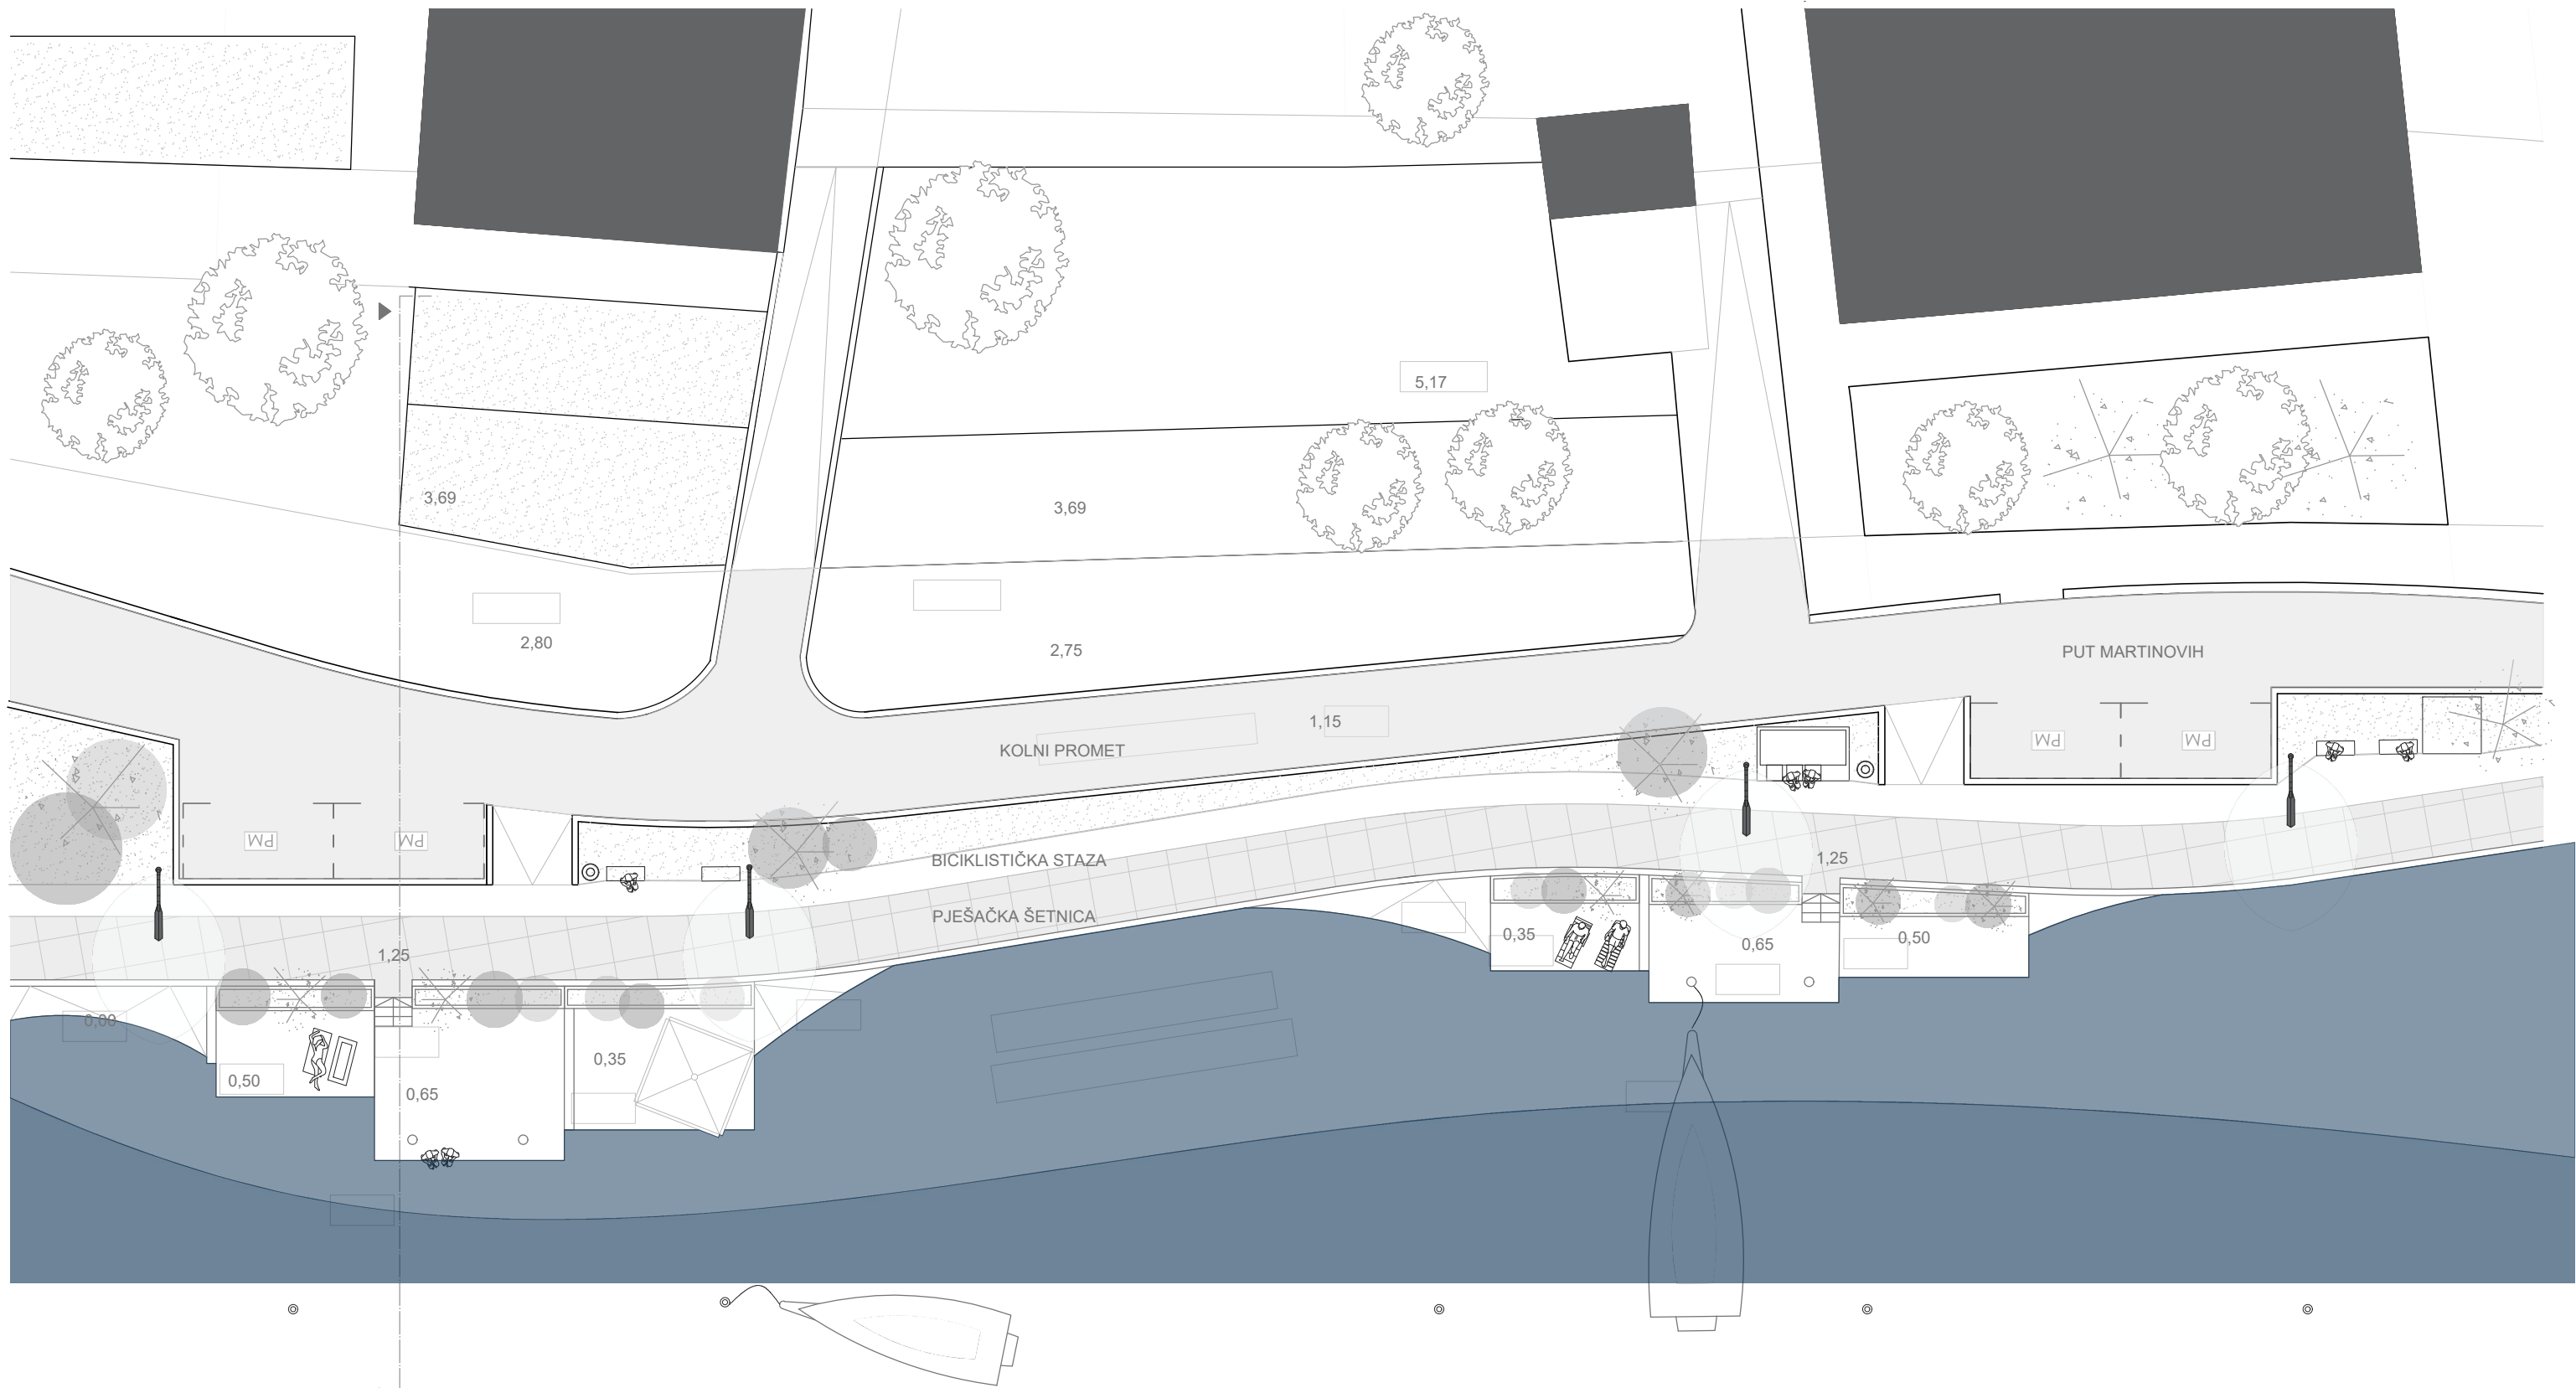 5,17
3,69
3,69
2,80
2,75
PUT MARTINOVIH
1,15
KOLNI PROMET
PM
PM
PM
PM
BICIKLISTIČKA STAZA
1,25
PJEŠAČKA ŠETNICA
0,35
0,65
0,50
1,25
0,00
0,50
0,65
0,35